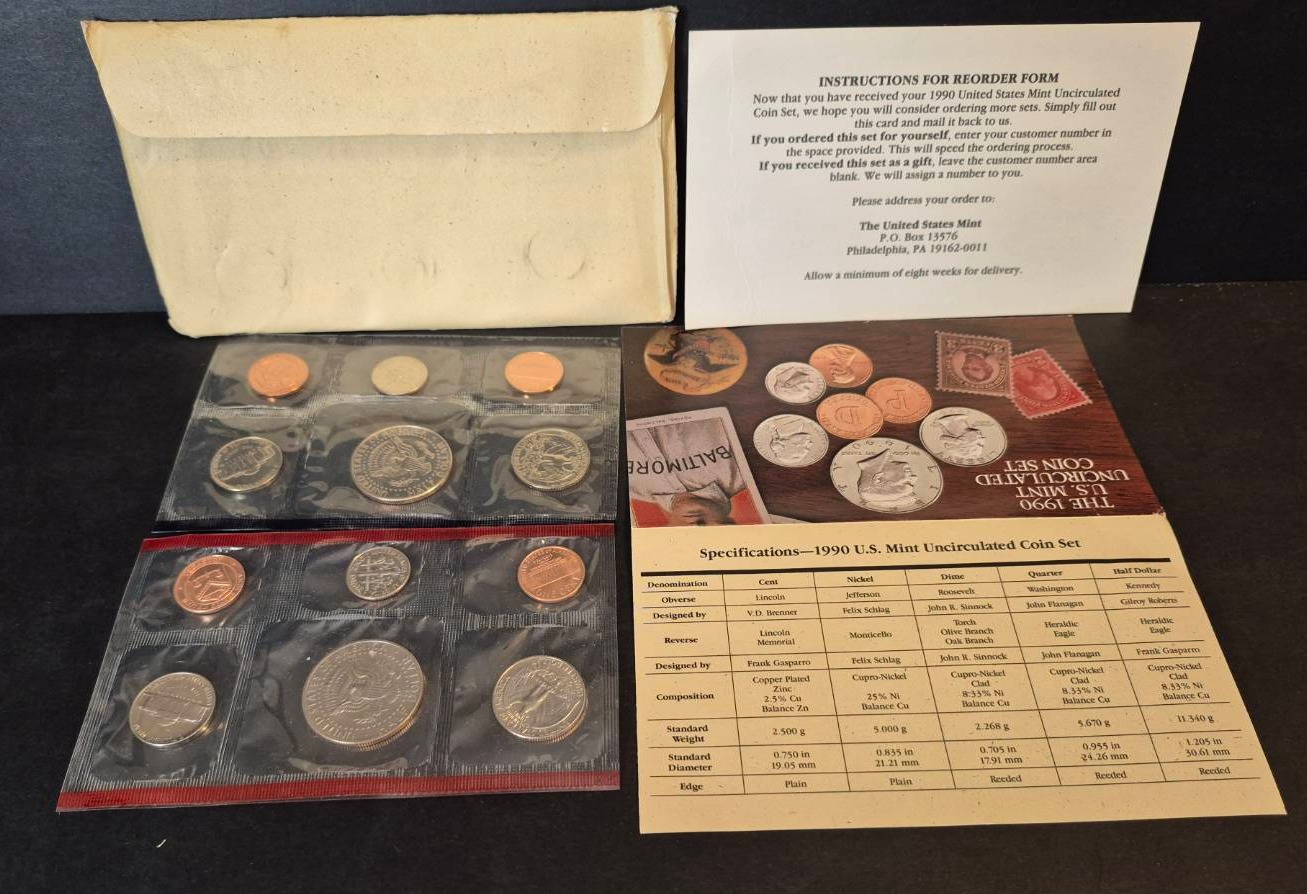 INSTRUCTIONS FOR REORDER FORM
Now that you have received your 1990 United States Mint Uncirculated
Coin Set, we hope you will consider ordering more sets. Simply fill out
this card and mail it back to us.
If you ordered this set for yourself, enter your customer number in
the space provided. This will speed the ordering process.
If you received this set as a gift, leave the customer number area
blank. We will assign a number to you.
Please address your order to:
The United States Mint
P.O. Box 13576
Philadelphia, PA 19162-0011
Allow a minimum of eight weeks for delivery.
BALTIMORE
THE 1990
U.S. MINT
UNCIRCULATED
COIN SET
Specifications—1990 U.S. Mint Uncirculated Coin Set
Denomination Cent Nickel Dime Quarter Half Dollar
Obverse Lincoln Jefferson Roosevelt Washington Kennedy
Designed by V.D. Brenner Felix Schlag John R. Sinnock John Flanagan Gilroy Roberts
Reverse Lincoln Memorial Monticello Torch Olive Branch Oak Branch Heraldic Eagle Heraldic Eagle
Designed by Frank Gasparro Felix Schlag John R. Sinnock John Flanagan Frank Gasparro
Composition Copper Plated Zinc 2.5% Cu Balance Zn Cupro-Nickel 25% Ni Balance Cu Cupro-Nickel Clad 8.33% Ni Balance Cu Cupro-Nickel Clad 8.33% Ni Balance Cu Cupro-Nickel Clad 8.33% Ni Balance Cu
Standard Weight 2.500 g 5.000 g 2.268 g 5.670 g 11.340 g
Standard Diameter 0.750 in 19.05 mm 0.835 in 21.21 mm 0.705 in 17.91 mm 0.955 in 24.26 mm 1.205 in 30.61 mm
Edge Plain Plain Reeded Reeded Reeded